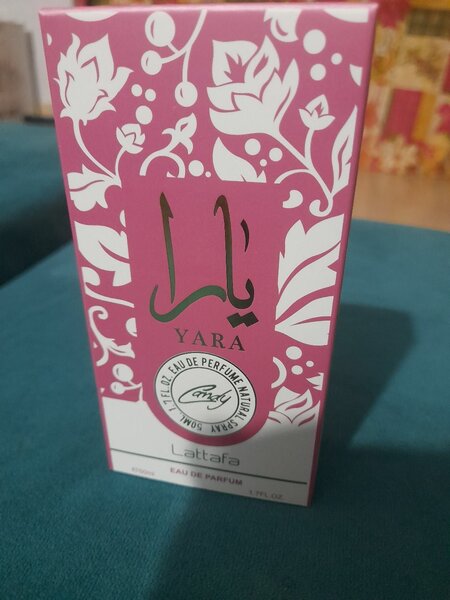 يارا
YARA
EAU DE PERFUME NATURAL SPRAY 50ML 1.7FL.OZ.
Candy
Lattafa
EAU DE PARFUM
1.7FL.OZ.